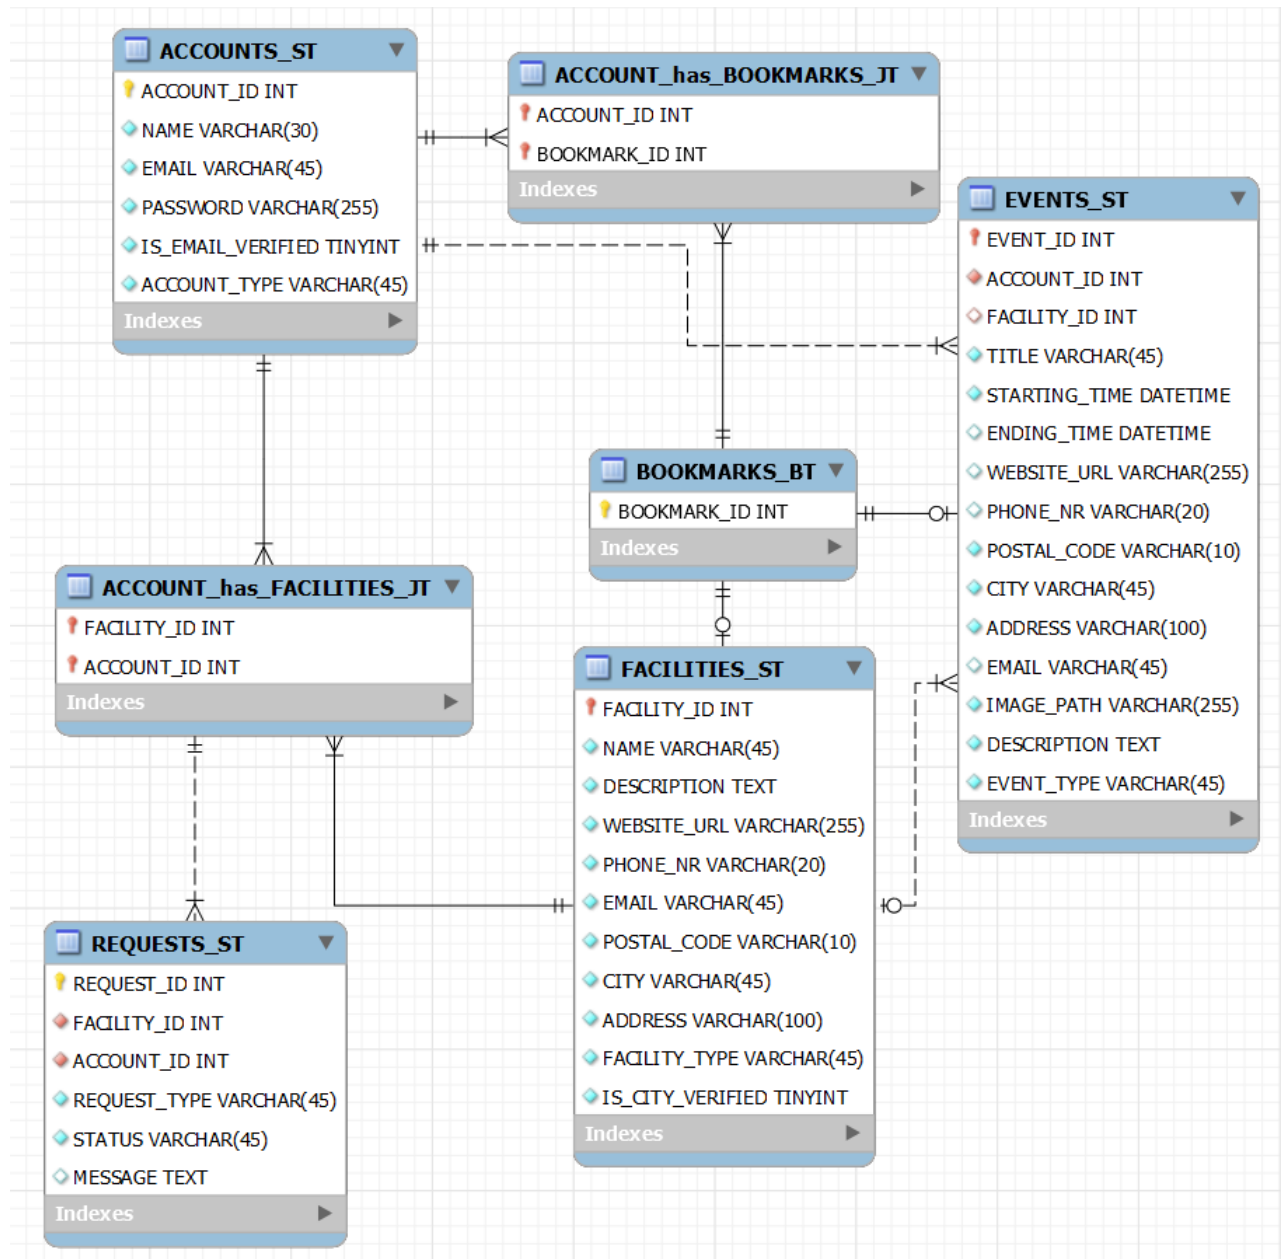 ACCOUNTS_ST
ACCOUNT_ID INT
NAME VARCHAR(30)
EMAIL VARCHAR(45)
PASSWORD VARCHAR(255)
IS_EMAIL_VERIFIED TINYINT
ACCOUNT_TYPE VARCHAR(45)
Indexes
ACCOUNT_has_BOOKMARKS_JT
ACCOUNT_ID INT
BOOKMARK_ID INT
Indexes
EVENTS_ST
EVENT_ID INT
ACCOUNT_ID INT
FACILITY_ID INT
TITLE VARCHAR(45)
STARTING_TIME DATETIME
ENDING_TIME DATETIME
WEBSITE_URL VARCHAR(255)
PHONE_NR VARCHAR(20)
POSTAL_CODE VARCHAR(10)
CITY VARCHAR(45)
ADDRESS VARCHAR(100)
EMAIL VARCHAR(45)
IMAGE_PATH VARCHAR(255)
DESCRIPTION TEXT
EVENT_TYPE VARCHAR(45)
Indexes
BOOKMARKS_BT
BOOKMARK_ID INT
Indexes
ACCOUNT_has_FACILITIES_JT
FACILITY_ID INT
ACCOUNT_ID INT
Indexes
FACILITIES_ST
FACILITY_ID INT
NAME VARCHAR(45)
DESCRIPTION TEXT
WEBSITE_URL VARCHAR(255)
PHONE_NR VARCHAR(20)
EMAIL VARCHAR(45)
POSTAL_CODE VARCHAR(10)
CITY VARCHAR(45)
ADDRESS VARCHAR(100)
FACILITY_TYPE VARCHAR(45)
IS_CITY_VERIFIED TINYINT
Indexes
REQUESTS_ST
REQUEST_ID INT
FACILITY_ID INT
ACCOUNT_ID INT
REQUEST_TYPE VARCHAR(45)
STATUS VARCHAR(45)
MESSAGE TEXT
Indexes